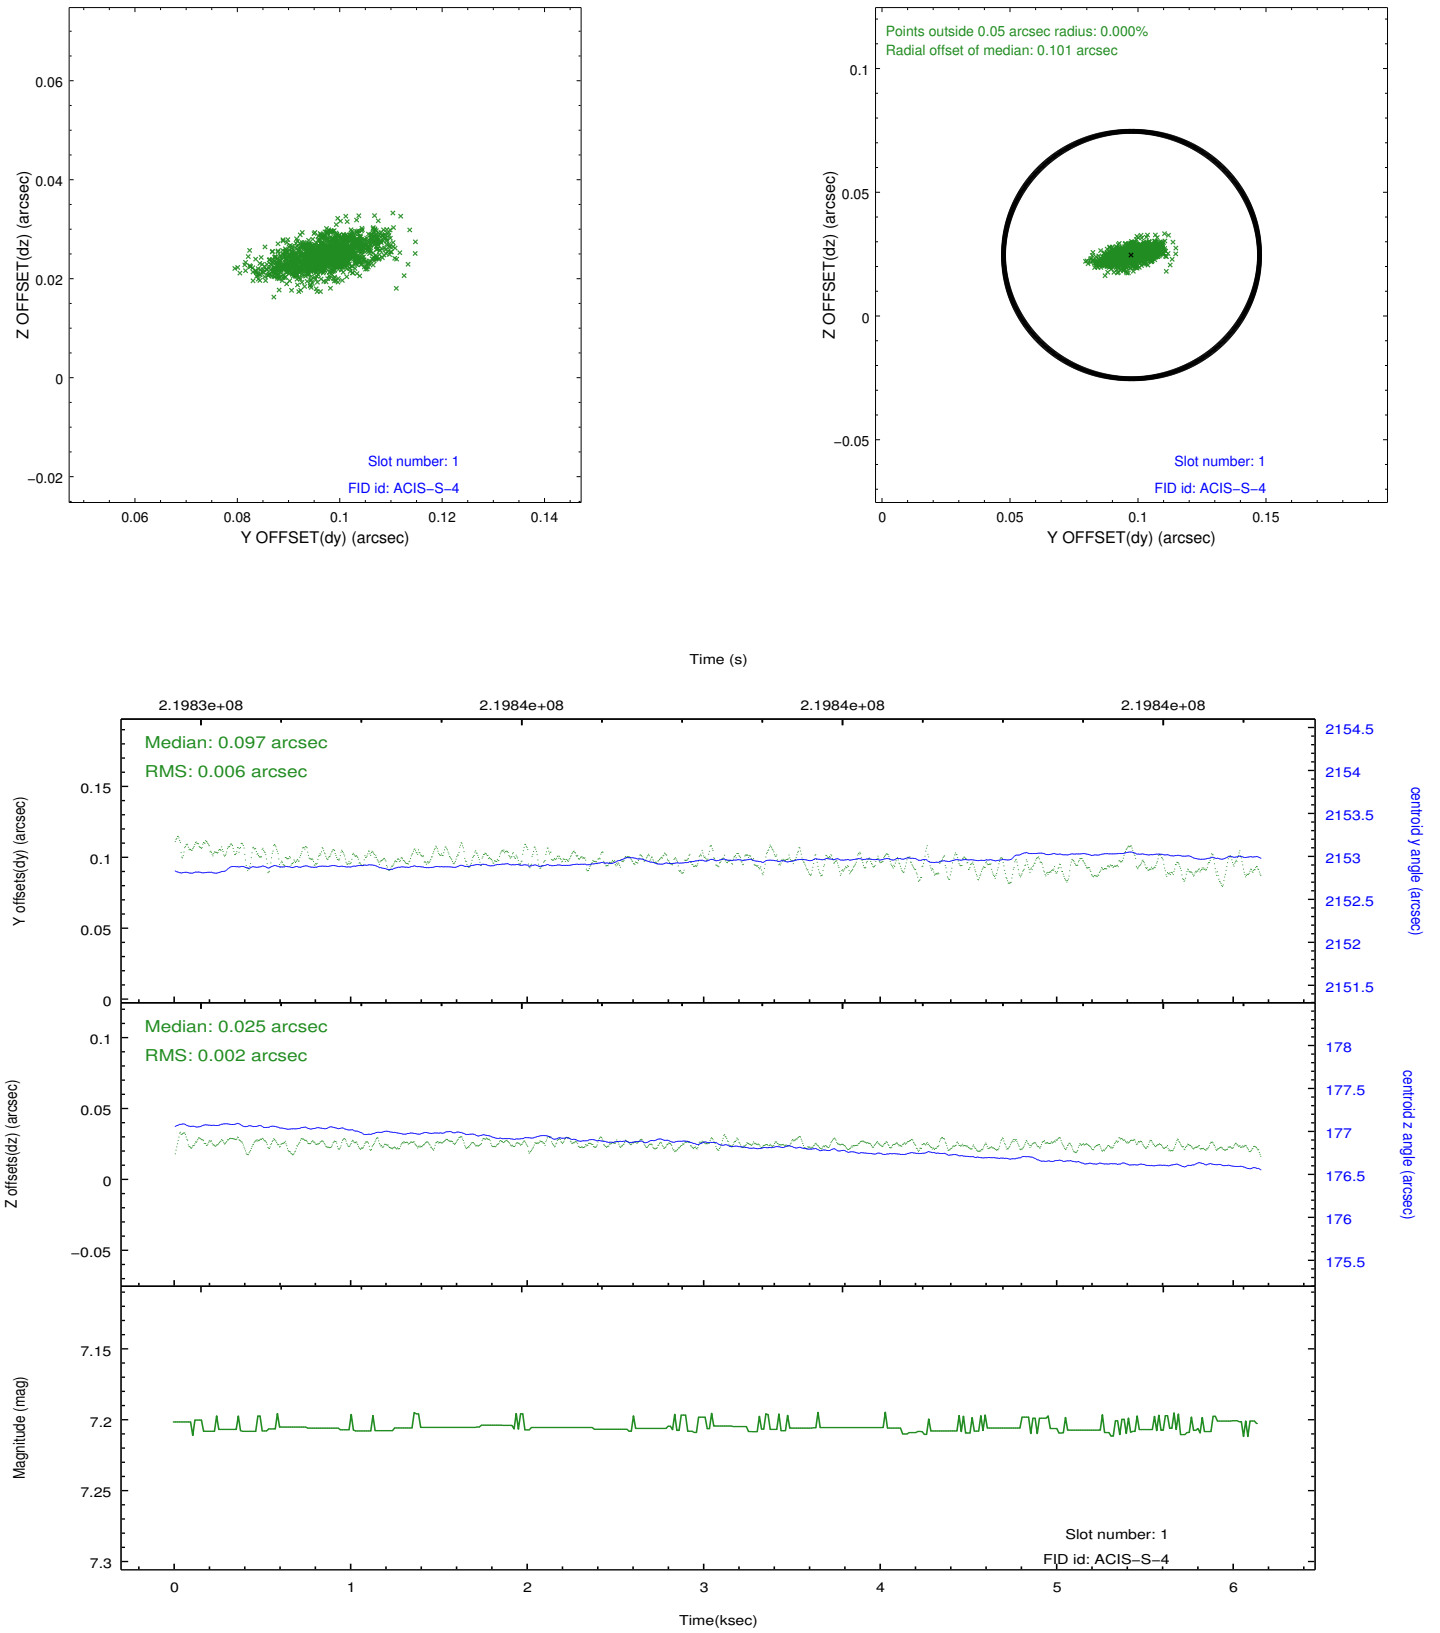 0.06
0.04
0.02
0
−0.02
Z OFFSET(dz) (arcsec)
Slot number: 1
FID id: ACIS−S−4
0.06 0.08 0.1 0.12 0.14
Y OFFSET(dy) (arcsec)
Points outside 0.05 arcsec radius: 0.000%
Radial offset of median: 0.101 arcsec
0.1
0.05
0
−0.05
Z OFFSET(dz) (arcsec)
Slot number: 1
FID id: ACIS−S−4
0 0.05 0.1 0.15
Y OFFSET(dy) (arcsec)
Time (s)
2.1983e+08 2.1984e+08 2.1984e+08 2.1984e+08
Median: 0.097 arcsec
RMS: 0.006 arcsec
0.15
0.1
0.05
0
Y offsets(dy) (arcsec)
2154.5
2154
2153.5
2153
2152.5
2152
2151.5
centroid y angle (arcsec)
Median: 0.025 arcsec
RMS: 0.002 arcsec
0.1
0.05
0
−0.05
Z offsets(dz) (arcsec)
178
177.5
177
176.5
176
175.5
centroid z angle (arcsec)
7.15
7.2
7.25
7.3
Magnitude (mag)
Slot number: 1
FID id: ACIS−S−4
0 1 2 3 4 5 6
Time(ksec)